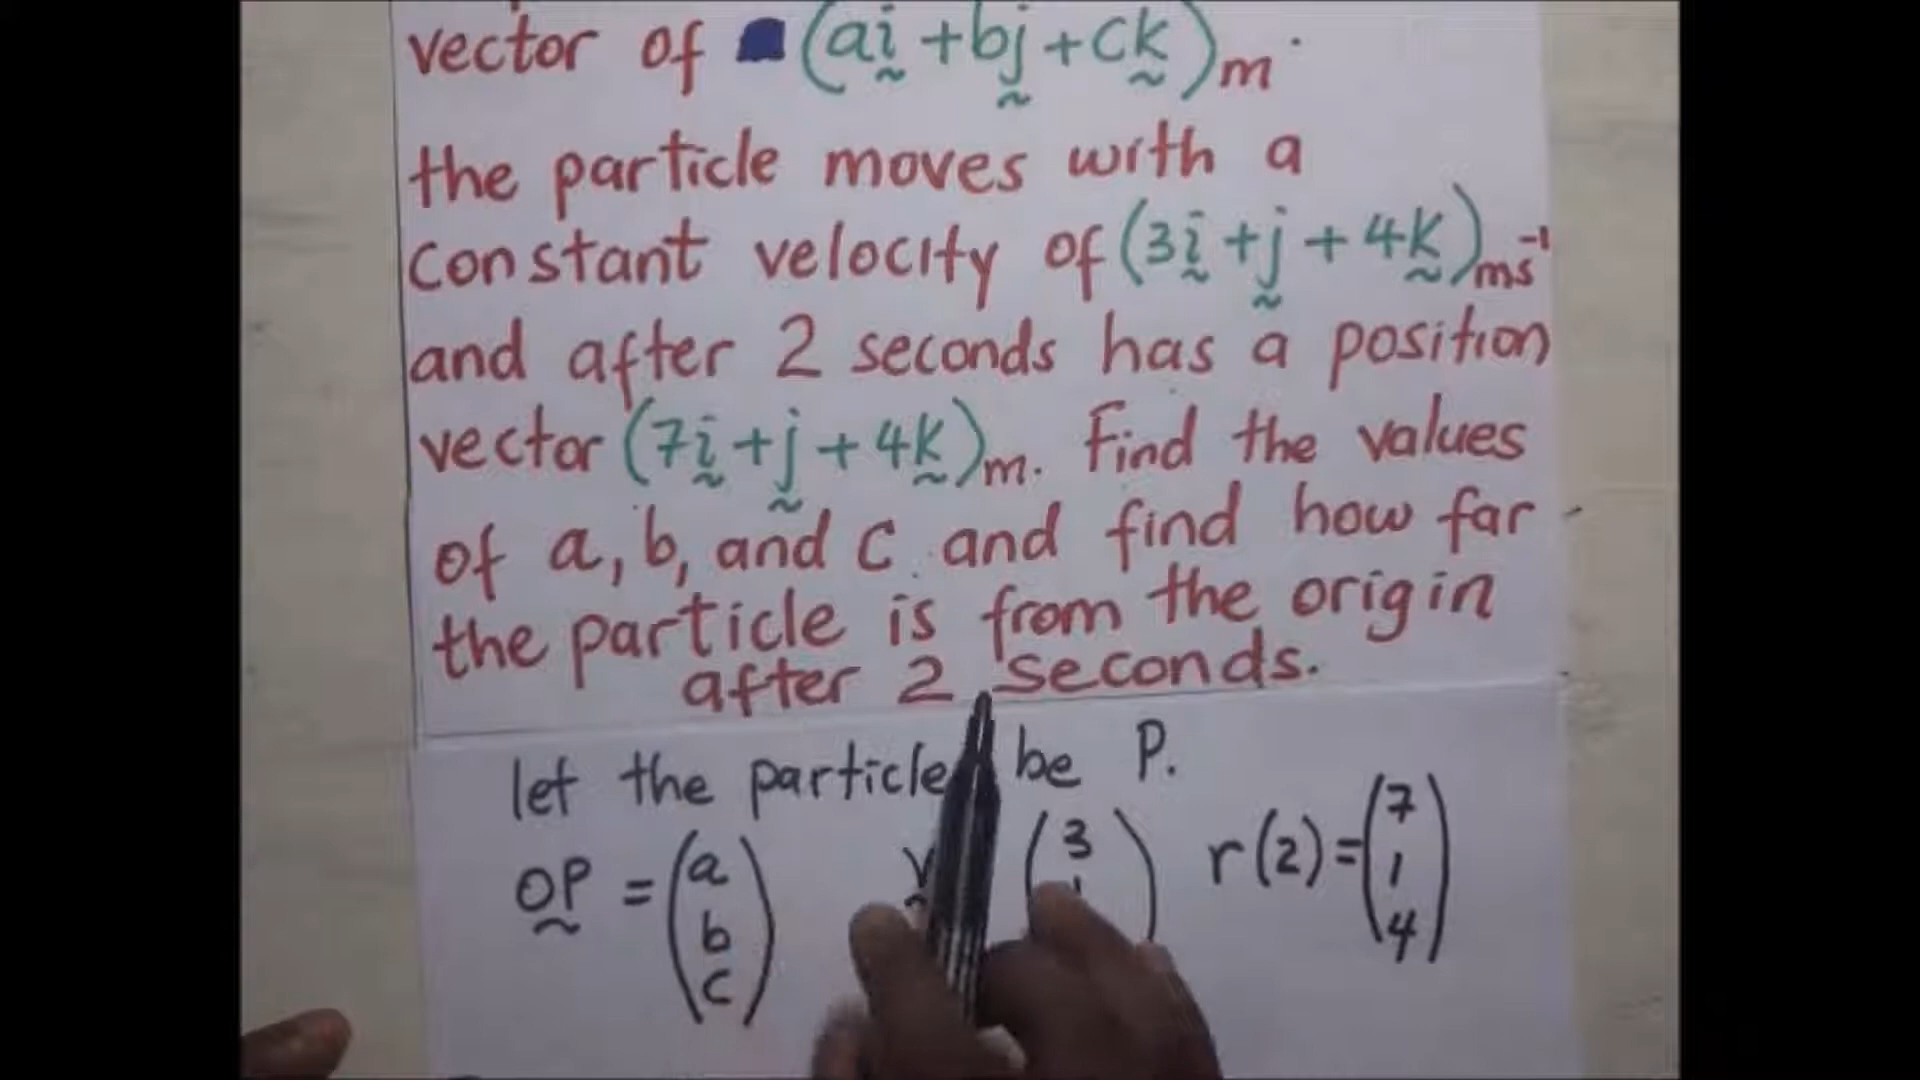 vector of (ai + bj + ck)m.
the particle moves with a
constant velocity of (3i + j + 4k)ms⁻¹
and after 2 seconds has a position
vector (7i + j + 4k)m. Find the values
of a, b, and c and find how far
the particle is from the origin
after 2 seconds.
let the particle be P.
OP = (a b c) v (3 1 r(2) = (7 1 4)